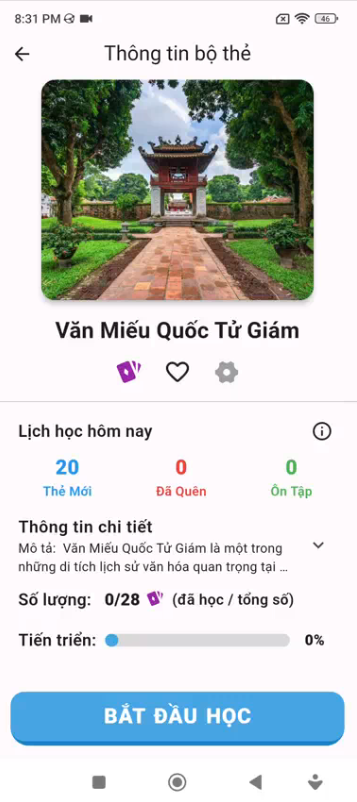 8:31 PM
46
Thông tin bộ thẻ
Văn Miếu Quốc Tử Giám
Lịch học hôm nay
20 0 0
Thẻ Mới Đã Quên Ôn Tập
Thông tin chi tiết
Mô tả: Văn Miếu Quốc Tử Giám là một trong
những di tích lịch sử văn hóa quan trọng tại ...
Số lượng: 0/28 (đã học / tổng số)
Tiến triển: 0%
BẮT ĐẦU HỌC